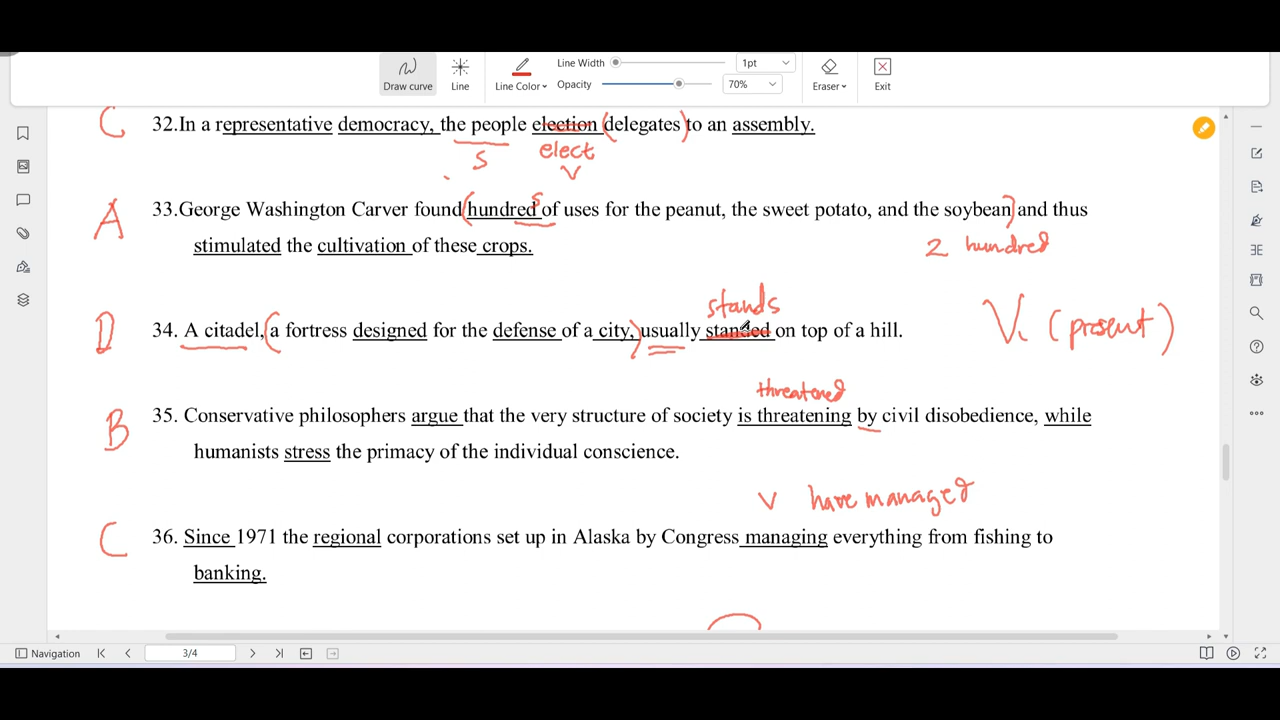 Line Width
1pt
Draw curve
Line
Line Color
Opacity
70%
Eraser
Exit
C 32.In a representative democracy, the people election (delegates) to an assembly.
S
elect
V
A 33.George Washington Carver found (hundred s of uses for the peanut, the sweet potato, and the soybean) and thus
stimulated the cultivation of these crops.
2 hundred
stands
D 34. A citadel, (a fortress designed for the defense of a city,) usually standed on top of a hill.
V1 (present)
threatened
B 35. Conservative philosophers argue that the very structure of society is threatening by civil disobedience, while
humanists stress the primacy of the individual conscience.
V have managed
C 36. Since 1971 the regional corporations set up in Alaska by Congress managing everything from fishing to
banking.
Navigation
3/4